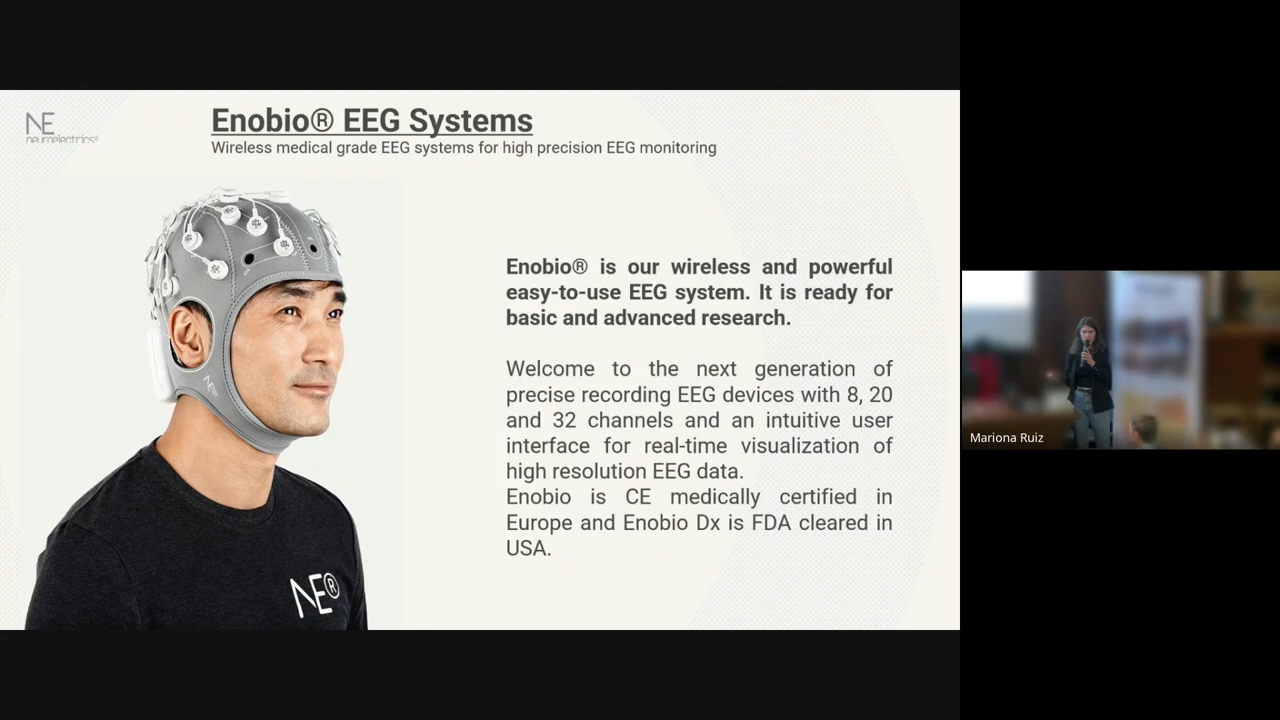 NE
neuroelectrics®
Enobio® EEG Systems
Wireless medical grade EEG systems for high precision EEG monitoring
Enobio® is our wireless and powerful
easy-to-use EEG system. It is ready for
basic and advanced research.
Welcome to the next generation of
precise recording EEG devices with 8, 20
and 32 channels and an intuitive user
interface for real-time visualization of
high resolution EEG data.
Enobio is CE medically certified in
Europe and Enobio Dx is FDA cleared in
USA.
NE®
NE®
Mariona Ruiz